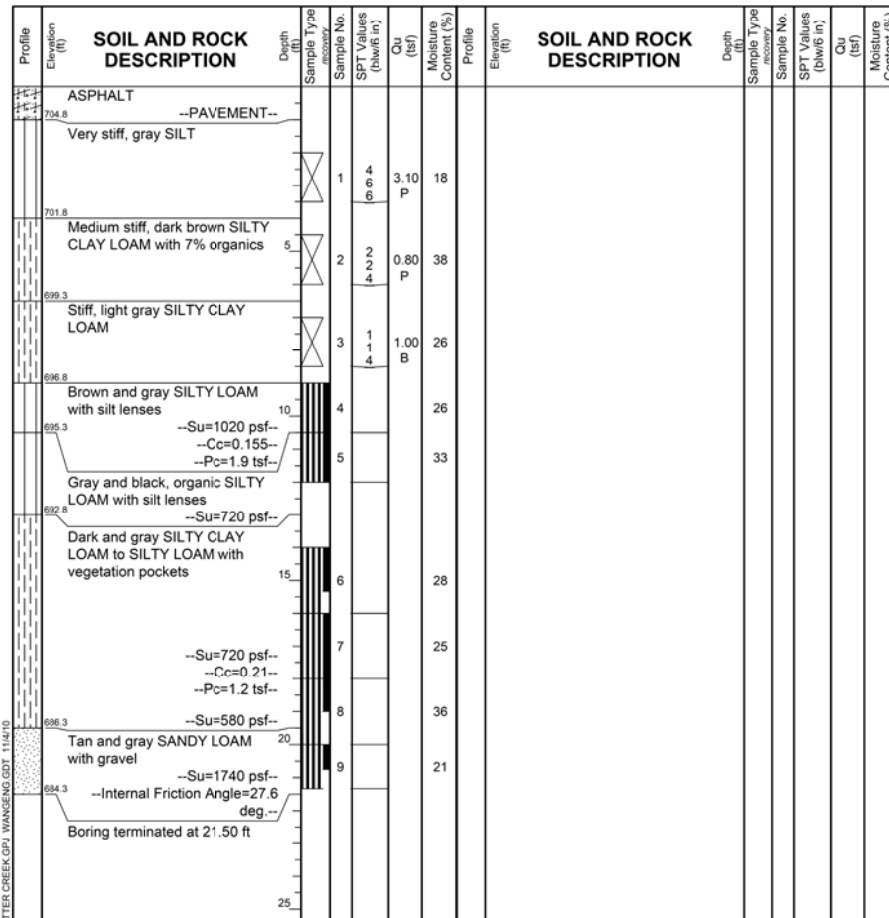 Profile
Elevation (ft)
SOIL AND ROCK DESCRIPTION
Depth (ft)
Sample Type recovery
Sample No.
SPT Values (blw/6 in)
Qu (tsf)
Moisture Content (%)
Profile
Elevation (ft)
SOIL AND ROCK DESCRIPTION
Depth (ft)
Sample Type recovery
Sample No.
SPT Values (blw/6 in)
Qu (tsf)
Moisture Content (%)
ASPHALT
704.8 --PAVEMENT--
Very stiff, gray SILT
1 4 6 6 3.10 P 18
701.8
Medium stiff, dark brown SILTY
CLAY LOAM with 7% organics 5
2 2 2 4 0.80 P 38
699.3
Stiff, light gray SILTY CLAY
LOAM
3 1 1 4 1.00 B 26
696.8
Brown and gray SILTY LOAM
with silt lenses 10 4 26
695.3 --Su=1020 psf--
--Cc=0.155--
--Pc=1.9 tsf-- 5 33
Gray and black, organic SILTY
LOAM with silt lenses
692.8 --Su=720 psf--
Dark and gray SILTY CLAY
LOAM to SILTY LOAM with
vegetation pockets 15 6 28
7 25
--Su=720 psf--
--Cc=0.21--
--Pc=1.2 tsf--
8 36
686.3 --Su=580 psf--
Tan and gray SANDY LOAM 20
with gravel 9 21
--Su=1740 psf--
684.3 --Internal Friction Angle=27.6
deg.--
Boring terminated at 21.50 ft
25
TTER CREEK.GPJ WANGENG.GDT 11/4/10